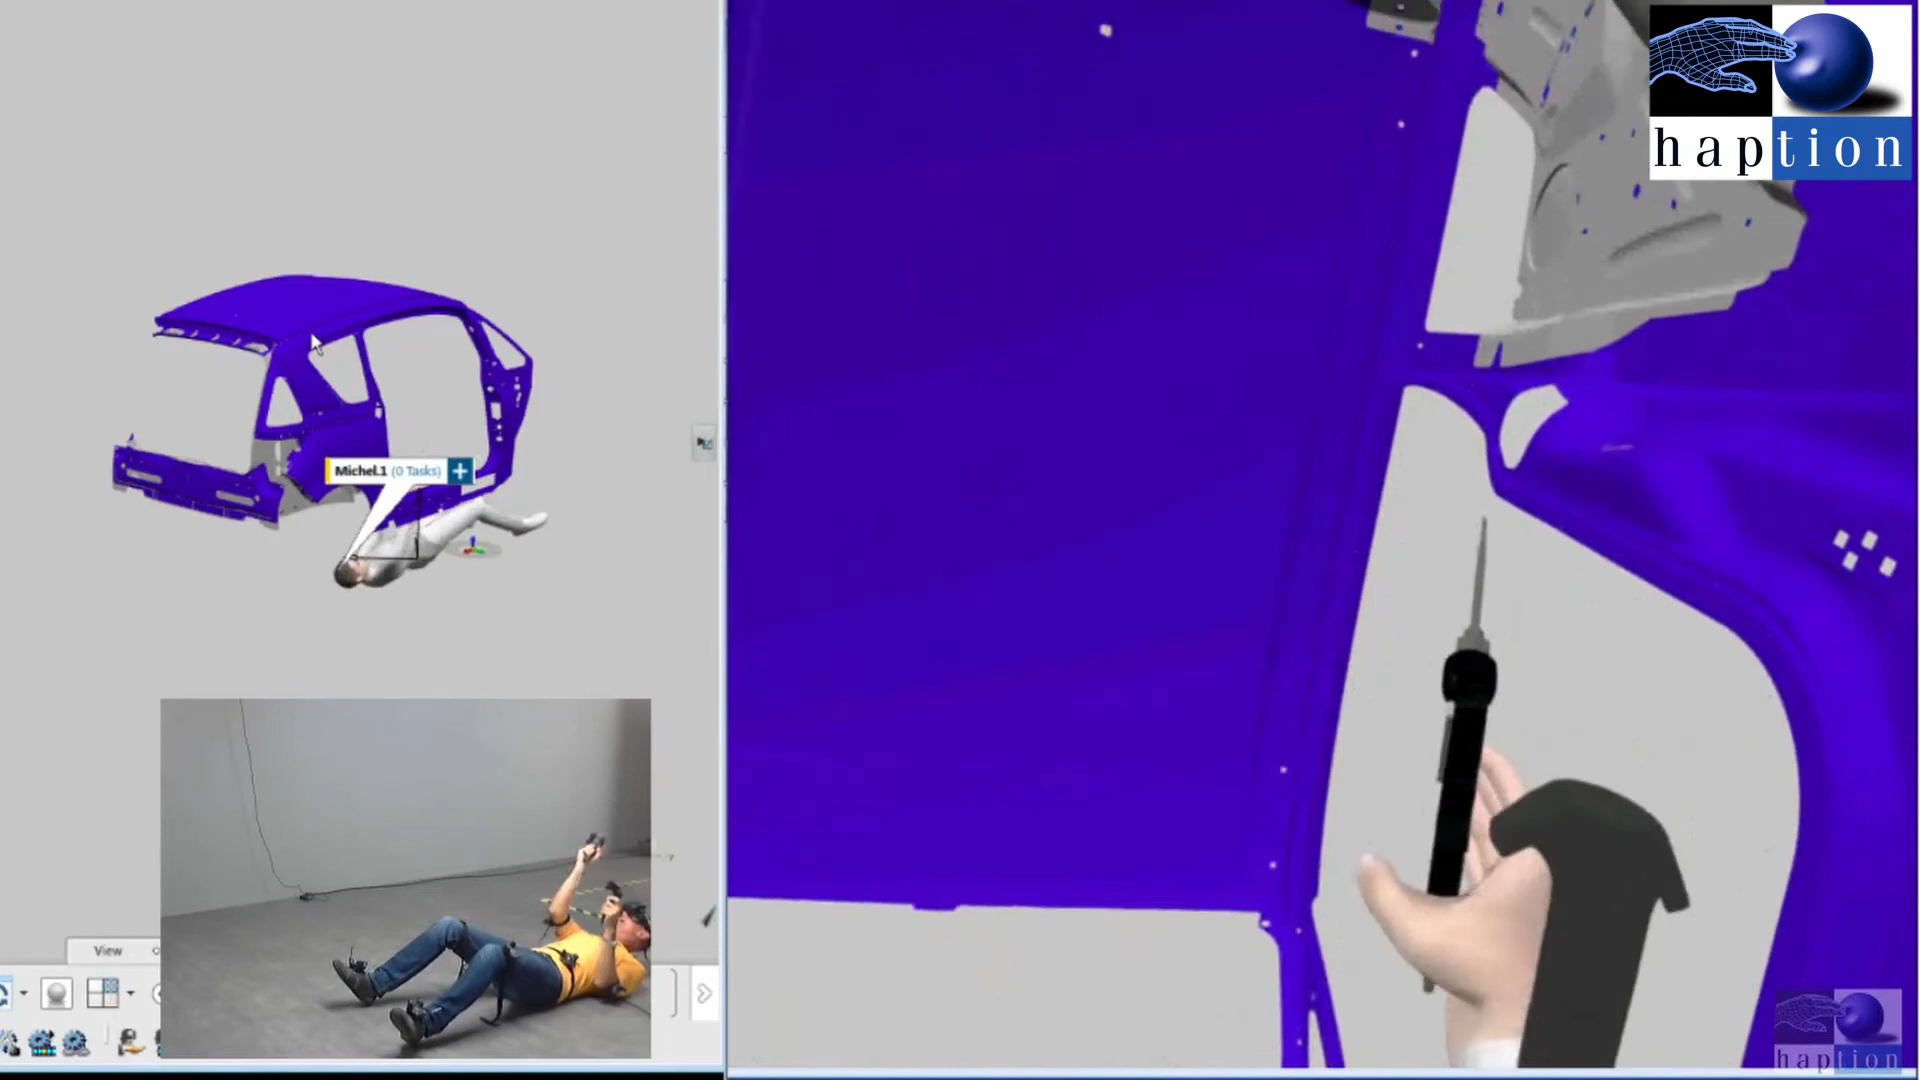 haption
Michel.1 (0 Tasks) +
View
haption